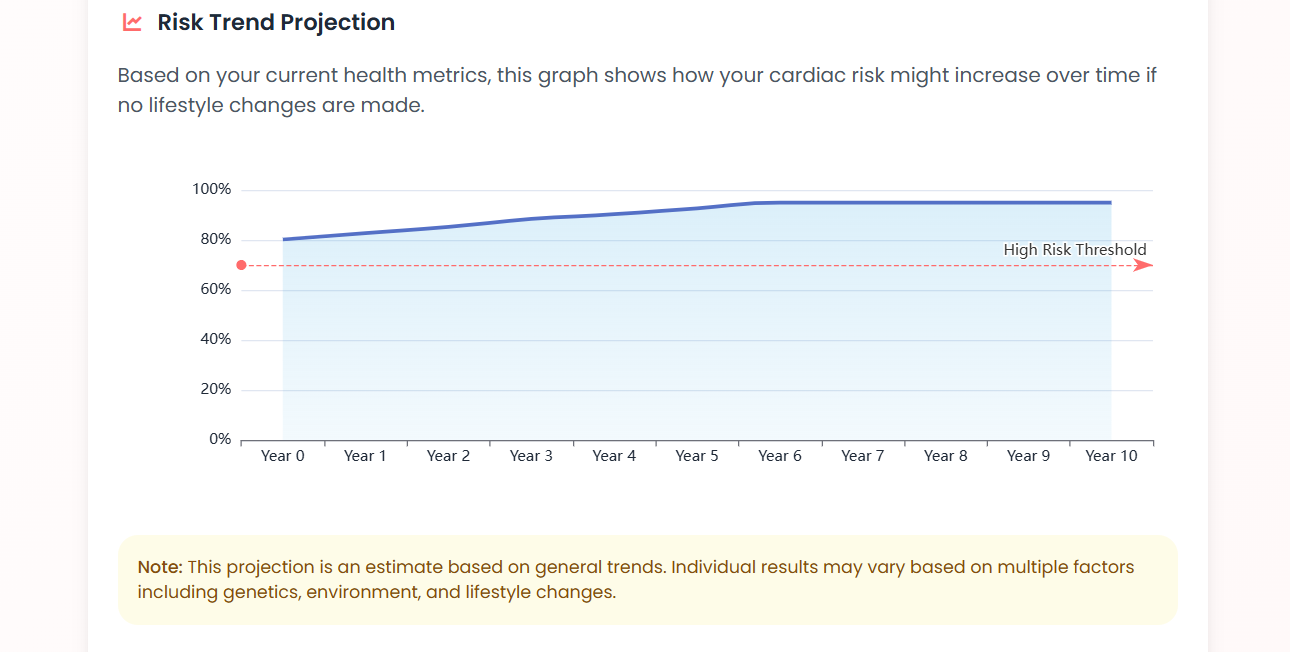 Risk Trend Projection
Based on your current health metrics, this graph shows how your cardiac risk might increase over time if
no lifestyle changes are made.
100%
80%
High Risk Threshold
60%
40%
20%
0%
Year 0 Year 1 Year 2 Year 3 Year 4 Year 5 Year 6 Year 7 Year 8 Year 9 Year 10
Note: This projection is an estimate based on general trends. Individual results may vary based on multiple factors
including genetics, environment, and lifestyle changes.